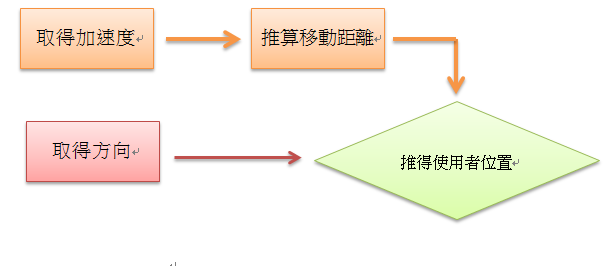 取得加速度
推算移動距離
取得方向
推得使用者位置